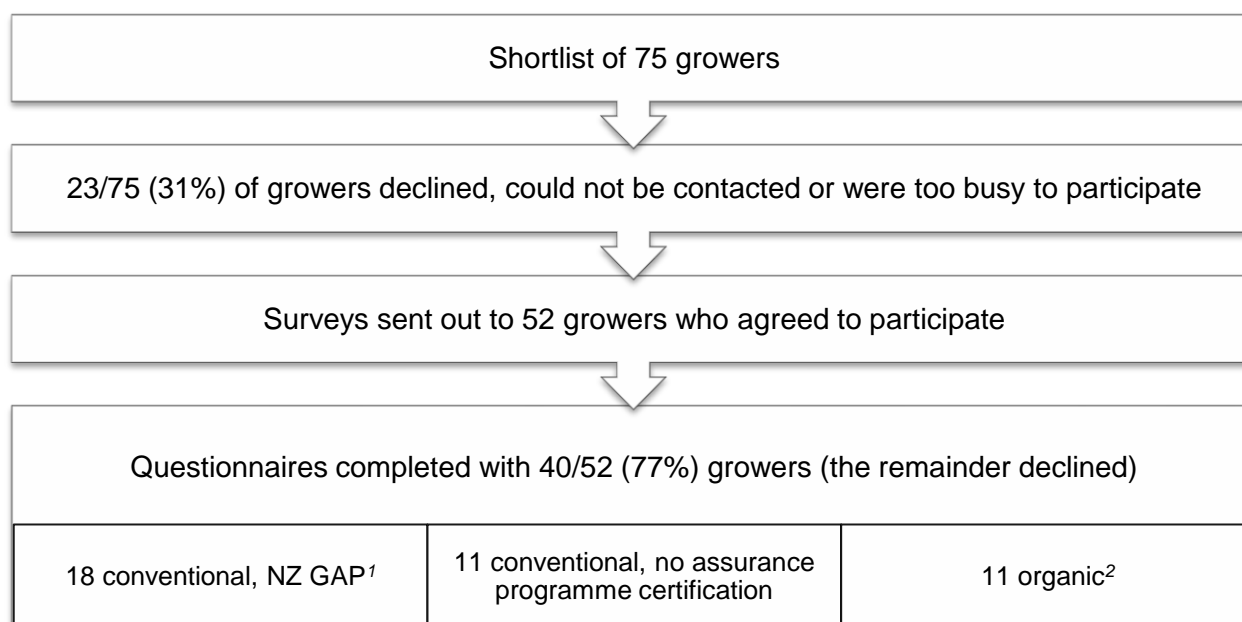 Shortlist of 75 growers
23/75 (31%) of growers declined, could not be contacted or were too busy to participate
Surveys sent out to 52 growers who agreed to participate
Questionnaires completed with 40/52 (77%) growers (the remainder declined)
18 conventional, NZ GAP¹
11 conventional, no assurance
programme certification
11 organic²